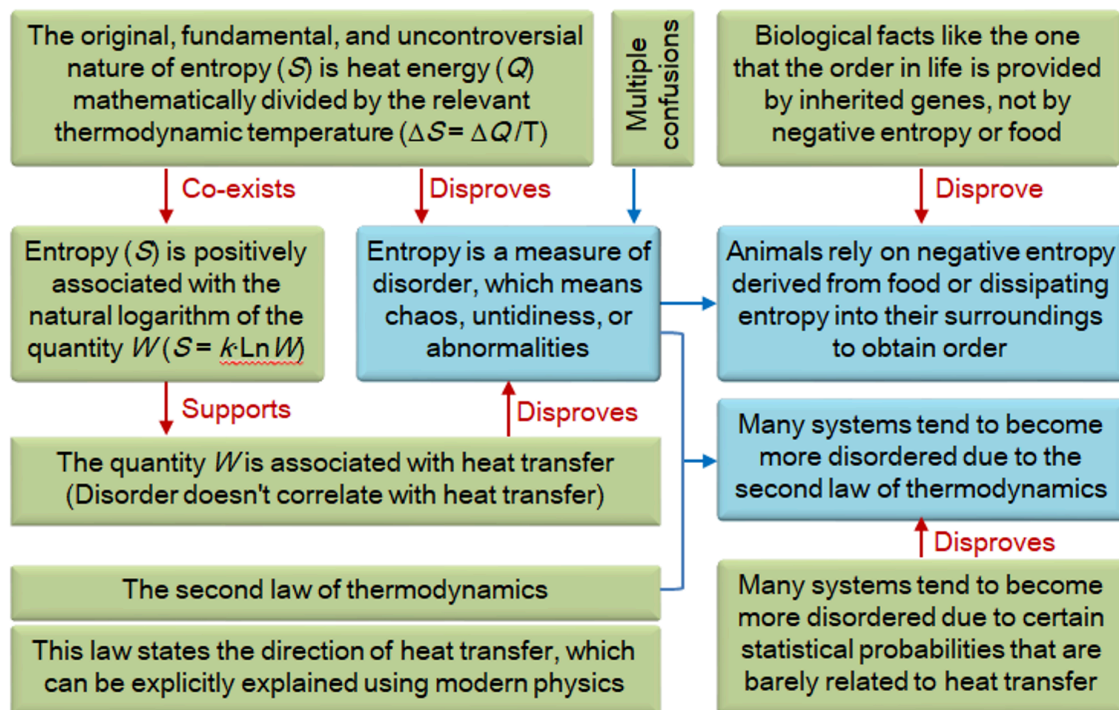 The original, fundamental, and uncontroversial
nature of entropy (S) is heat energy (Q)
mathematically divided by the relevant
thermodynamic temperature (ΔS = ΔQ/T)
Multiple
confusions
Biological facts like the one
that the order in life is provided
by inherited genes, not by
negative entropy or food
Co-exists
Disproves
Disprove
Entropy (S) is positively
associated with the
natural logarithm of the
quantity W (S = k·Ln W)
Entropy is a measure of
disorder, which means
chaos, untidiness, or
abnormalities
Animals rely on negative entropy
derived from food or dissipating
entropy into their surroundings
to obtain order
Supports
Disproves
The quantity W is associated with heat transfer
(Disorder doesn't correlate with heat transfer)
Many systems tend to become
more disordered due to the
second law of thermodynamics
Disproves
The second law of thermodynamics
This law states the direction of heat transfer, which
can be explicitly explained using modern physics
Many systems tend to become
more disordered due to certain
statistical probabilities that are
barely related to heat transfer